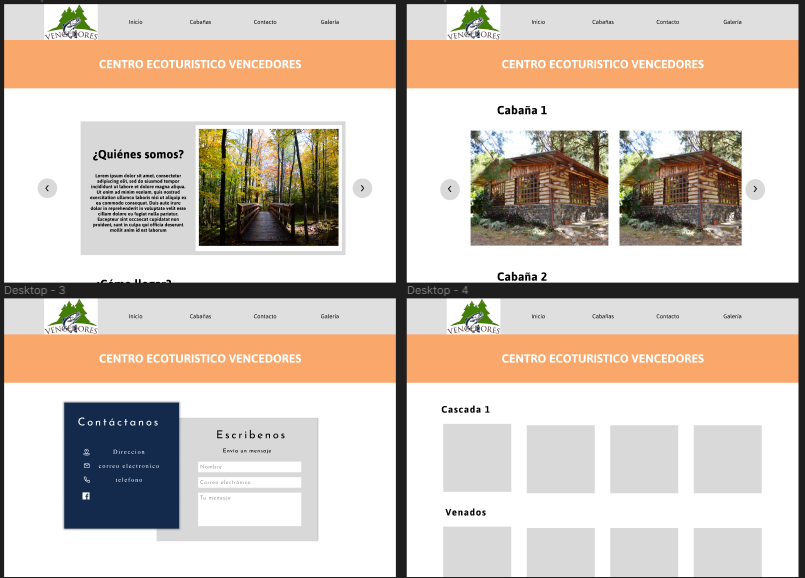 VENCEDORES
Inicio
Cabañas
Contacto
Galería
CENTRO ECOTURISTICO VENCEDORES
¿Quiénes somos?
Lorem ipsum dolor sit amet, consectetur
adipiscing elit, sed do eiusmod tempor
incididunt ut labore et dolore magna aliqua.
Ut enim ad minim veniam, quis nostrud
exercitation ullamco laboris nisi ut aliquip ex
ea commodo consequat. Duis aute irure
dolor in reprehenderit in voluptate velit esse
cillum dolore eu fugiat nulla pariatur.
Excepteur sint occaecat cupidatat non
proident, sunt in culpa qui officia deserunt
mollit anim id est laborum
¿Cómo llegar?
VENCEDORES
Inicio
Cabañas
Contacto
Galería
CENTRO ECOTURISTICO VENCEDORES
Cabaña 1
Cabaña 2
Desktop - 3
VENCEDORES
Inicio
Cabañas
Contacto
Galería
CENTRO ECOTURISTICO VENCEDORES
Contáctanos
Direccion
correo electronico
telefono
Escribenos
Envía un mensaje
Nombre
Correo electrónico
Tu mensaje
Desktop - 4
VENCEDORES
Inicio
Cabañas
Contacto
Galería
CENTRO ECOTURISTICO VENCEDORES
Cascada 1
Venados